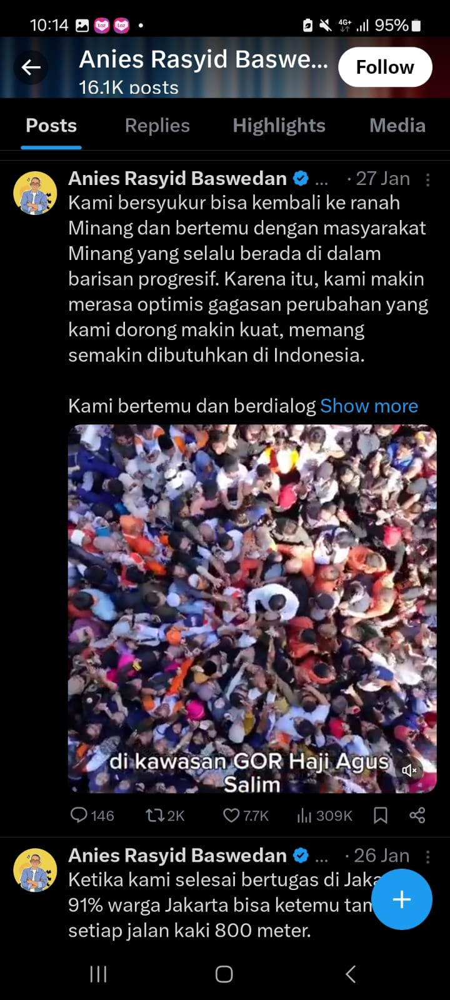 10:14 Laz Laz 4G+ 95%
Anies Rasyid Baswe... Follow
16.1K posts
Posts Replies Highlights Media
Anies Rasyid Baswedan ... · 27 Jan
Kami bersyukur bisa kembali ke ranah
Minang dan bertemu dengan masyarakat
Minang yang selalu berada di dalam
barisan progresif. Karena itu, kami makin
merasa optimis gagasan perubahan yang
kami dorong makin kuat, memang
semakin dibutuhkan di Indonesia.
Kami bertemu dan berdialog Show more
di kawasan GOR Haji Agus
Salim
146 2K 7.7K 309K
Anies Rasyid Baswedan ... · 26 Jan
Ketika kami selesai bertugas di
91% warga Jakarta bisa ketemu
setiap jalan kaki 800 meter.